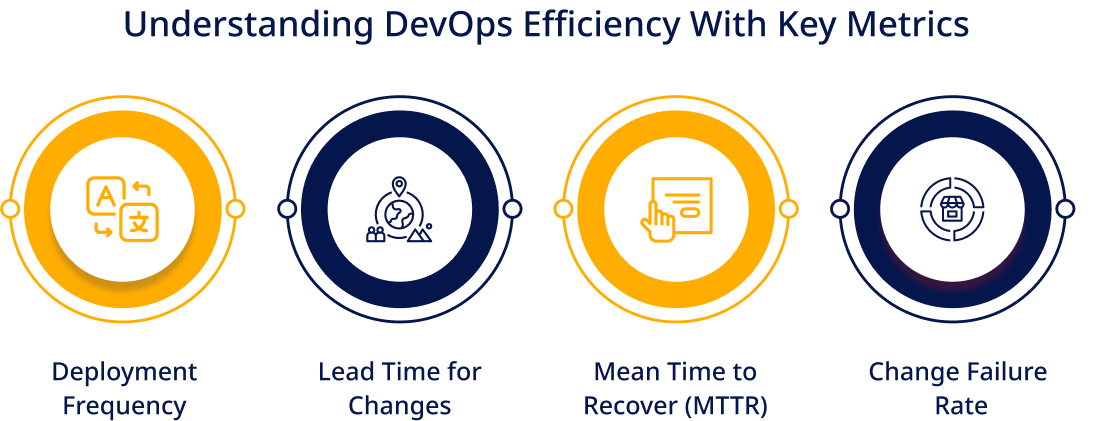 Understanding DevOps Efficiency With Key Metrics
A
文
Deployment
Frequency
Lead Time for
Changes
Mean Time to
Recover (MTTR)
Change Failure
Rate